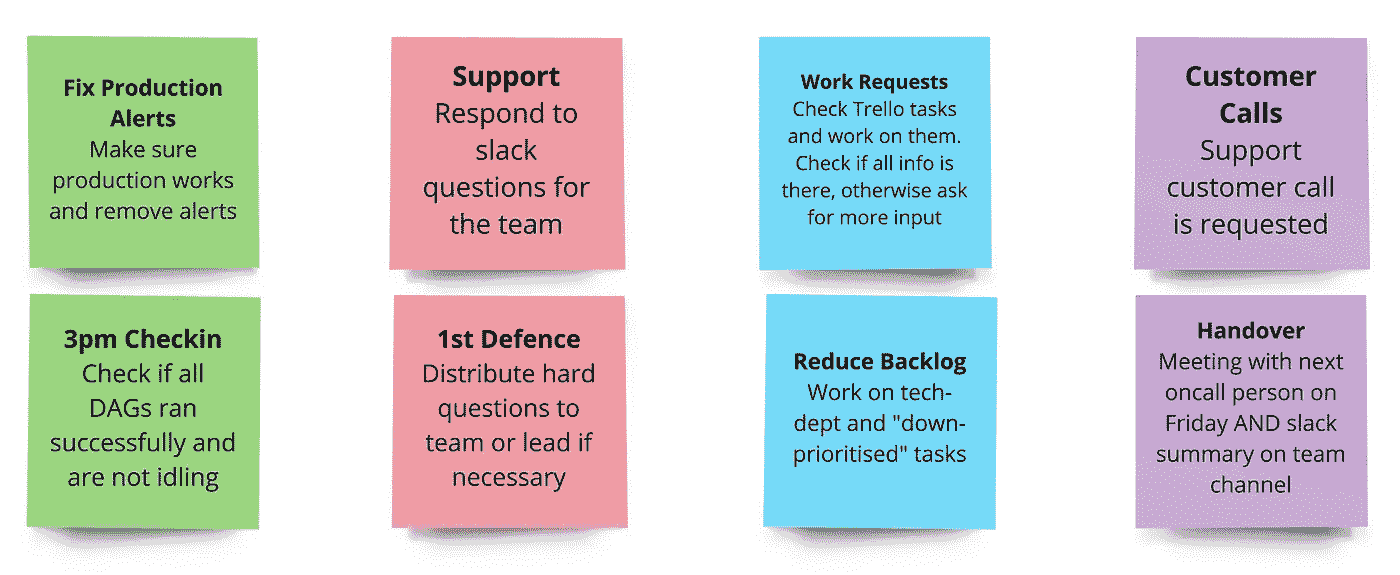 Fix Production
Alerts
Make sure
production works
and remove alerts
Support
Respond to
slack
questions for
the team
Work Requests
Check Trello tasks
and work on them.
Check if all info is
there, otherwise ask
for more input
Customer
Calls
Support
customer call
is requested
3pm Checkin
Check if all
DAGs ran
successfully and
are not idling
1st Defence
Distribute hard
questions to
team or lead if
necessary
Reduce Backlog
Work on tech-
dept and "down-
prioritised" tasks
Handover
Meeting with next
oncall person on
Friday AND slack
summary on team
channel